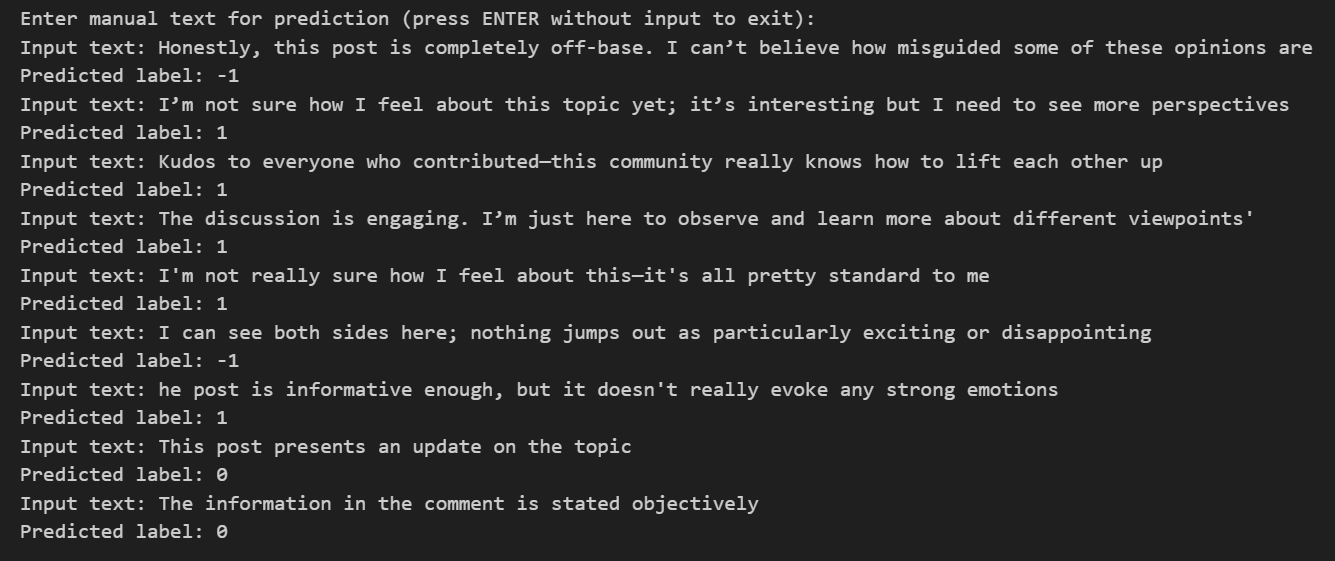 Enter manual text for prediction (press ENTER without input to exit):
Input text: Honestly, this post is completely off-base. I can’t believe how misguided some of these opinions are
Predicted label: -1
Input text: I’m not sure how I feel about this topic yet; it’s interesting but I need to see more perspectives
Predicted label: 1
Input text: Kudos to everyone who contributed—this community really knows how to lift each other up
Predicted label: 1
Input text: The discussion is engaging. I’m just here to observe and learn more about different viewpoints'
Predicted label: 1
Input text: I'm not really sure how I feel about this—it's all pretty standard to me
Predicted label: 1
Input text: I can see both sides here; nothing jumps out as particularly exciting or disappointing
Predicted label: -1
Input text: he post is informative enough, but it doesn't really evoke any strong emotions
Predicted label: 1
Input text: This post presents an update on the topic
Predicted label: 0
Input text: The information in the comment is stated objectively
Predicted label: 0